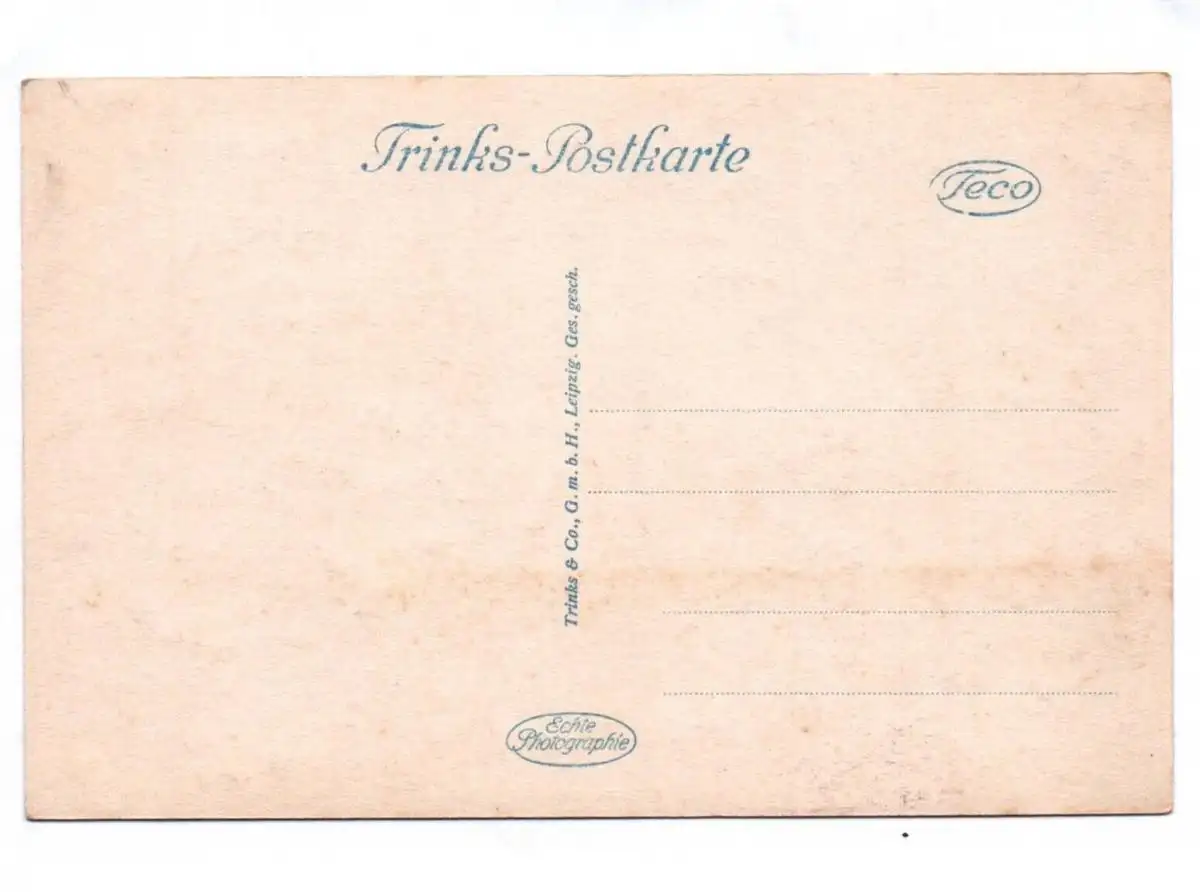 Trinks-Postkarte
Teco
Trinks & Co., G. m. b. H., Leipzig. Ges. gesch.
Echte
Photographie